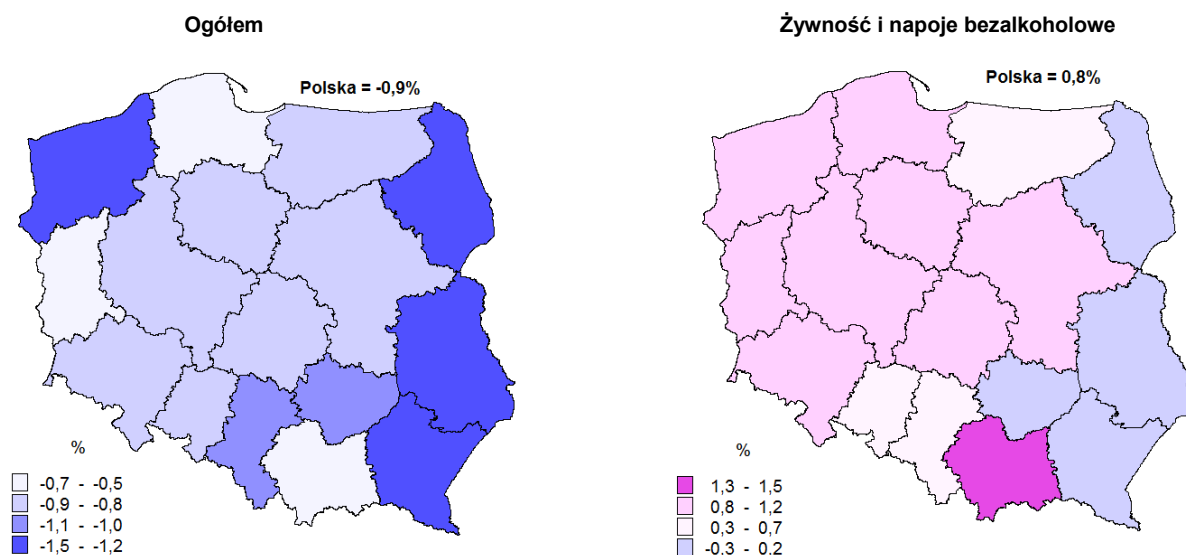 Ogółem
Polska = -0,9%
%
-0,7 - -0,5
-0,9 - -0,8
-1,1 - -1,0
-1,5 - -1,2
Żywność i napoje bezalkoholowe
Polska = 0,8%
%
1,3 - 1,5
0,8 - 1,2
0,3 - 0,7
-0.3 - 0.2